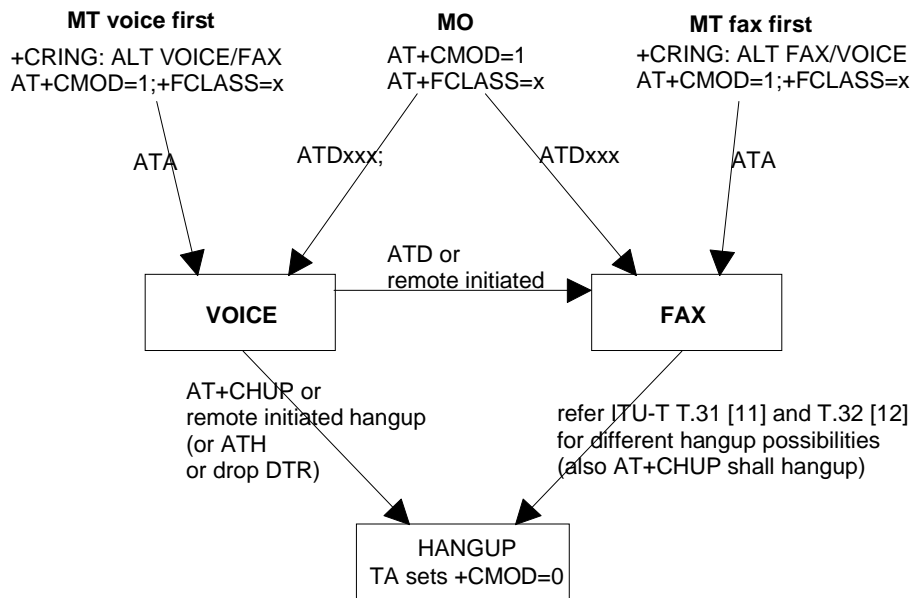 MT voice first
+CRING: ALT VOICE/FAX
AT+CMOD=1;+FCLASS=x
MO
AT+CMOD=1
AT+FCLASS=x
MT fax first
+CRING: ALT FAX/VOICE
AT+CMOD=1;+FCLASS=x
ATA
ATDxxx;
ATDxxx
ATA
ATD or
remote initiated
VOICE
FAX
AT+CHUP or
remote initiated hangup
(or ATH
or drop DTR)
refer ITU-T T.31 [11] and T.32 [12]
for different hangup possibilities
(also AT+CHUP shall hangup)
HANGUP
TA sets +CMOD=0